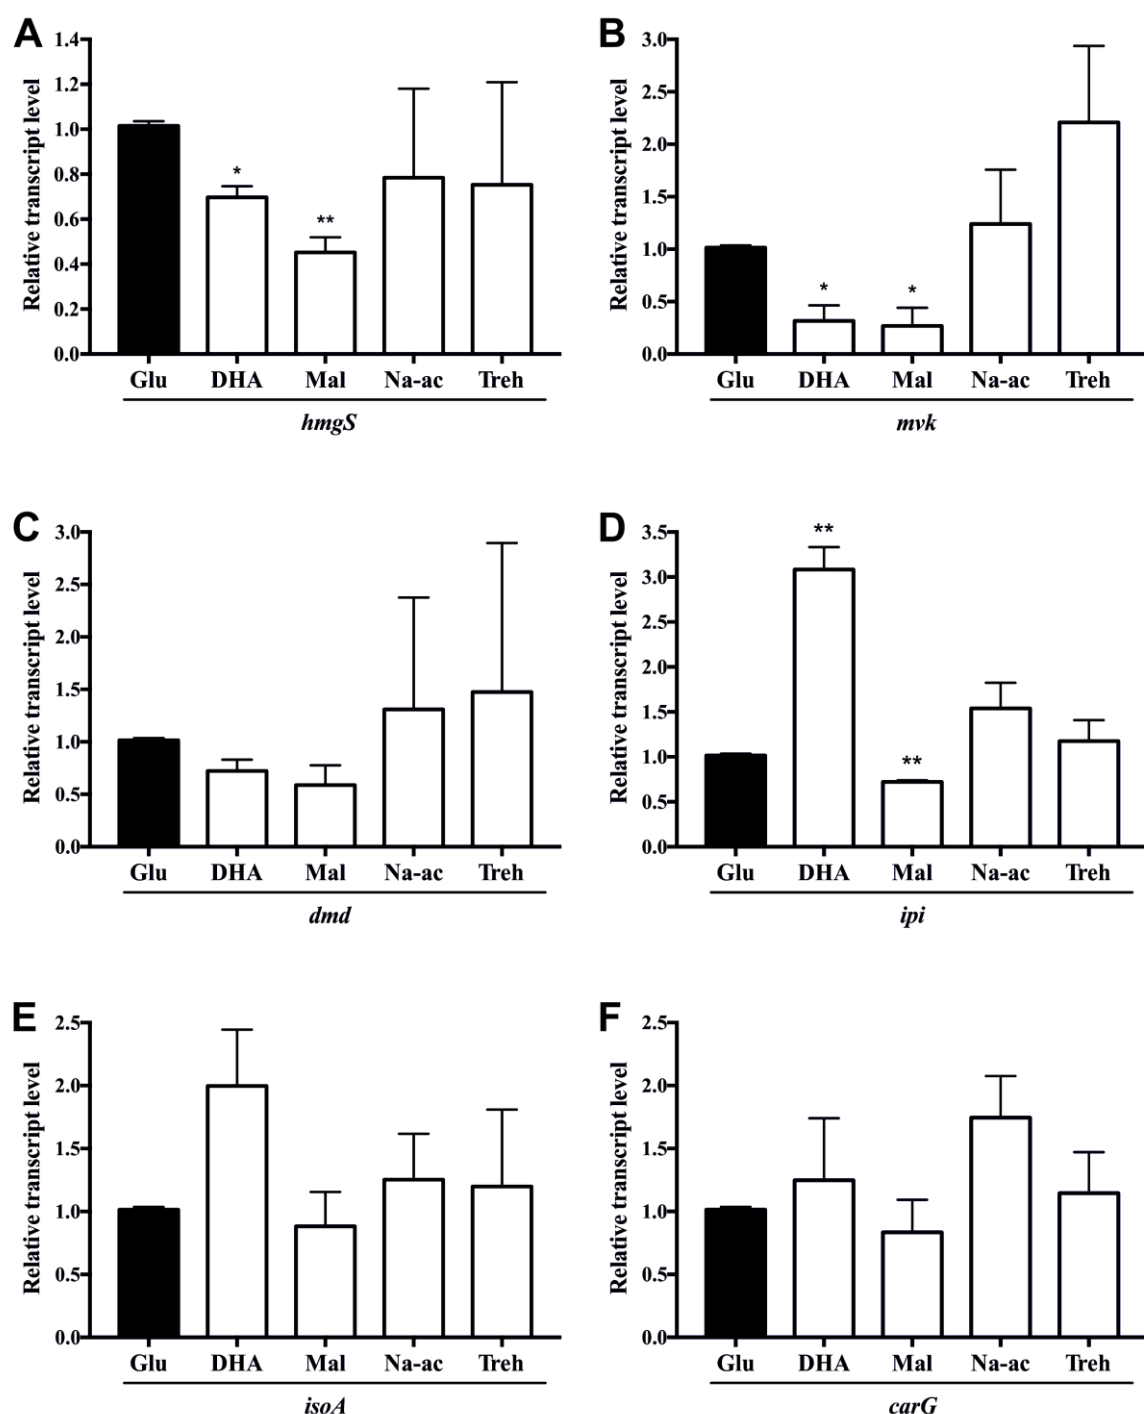 A
Relative transcript level
1.4
1.2
1.0
0.8
0.6
0.4
0.2
0.0
*
**
Glu DHA Mal Na-ac Treh
hmgS
B
Relative transcript level
3.0
2.5
2.0
1.5
1.0
0.5
0.0
*
*
Glu DHA Mal Na-ac Treh
mvk
C
Relative transcript level
3.0
2.5
2.0
1.5
1.0
0.5
0.0
Glu DHA Mal Na-ac Treh
dmd
D
Relative transcript level
3.5
3.0
2.5
2.0
1.5
1.0
0.5
0.0
**
**
Glu DHA Mal Na-ac Treh
ipi
E
Relative transcript level
2.5
2.0
1.5
1.0
0.5
0.0
Glu DHA Mal Na-ac Treh
isoA
F
Relative transcript level
2.5
2.0
1.5
1.0
0.5
0.0
Glu DHA Mal Na-ac Treh
carG